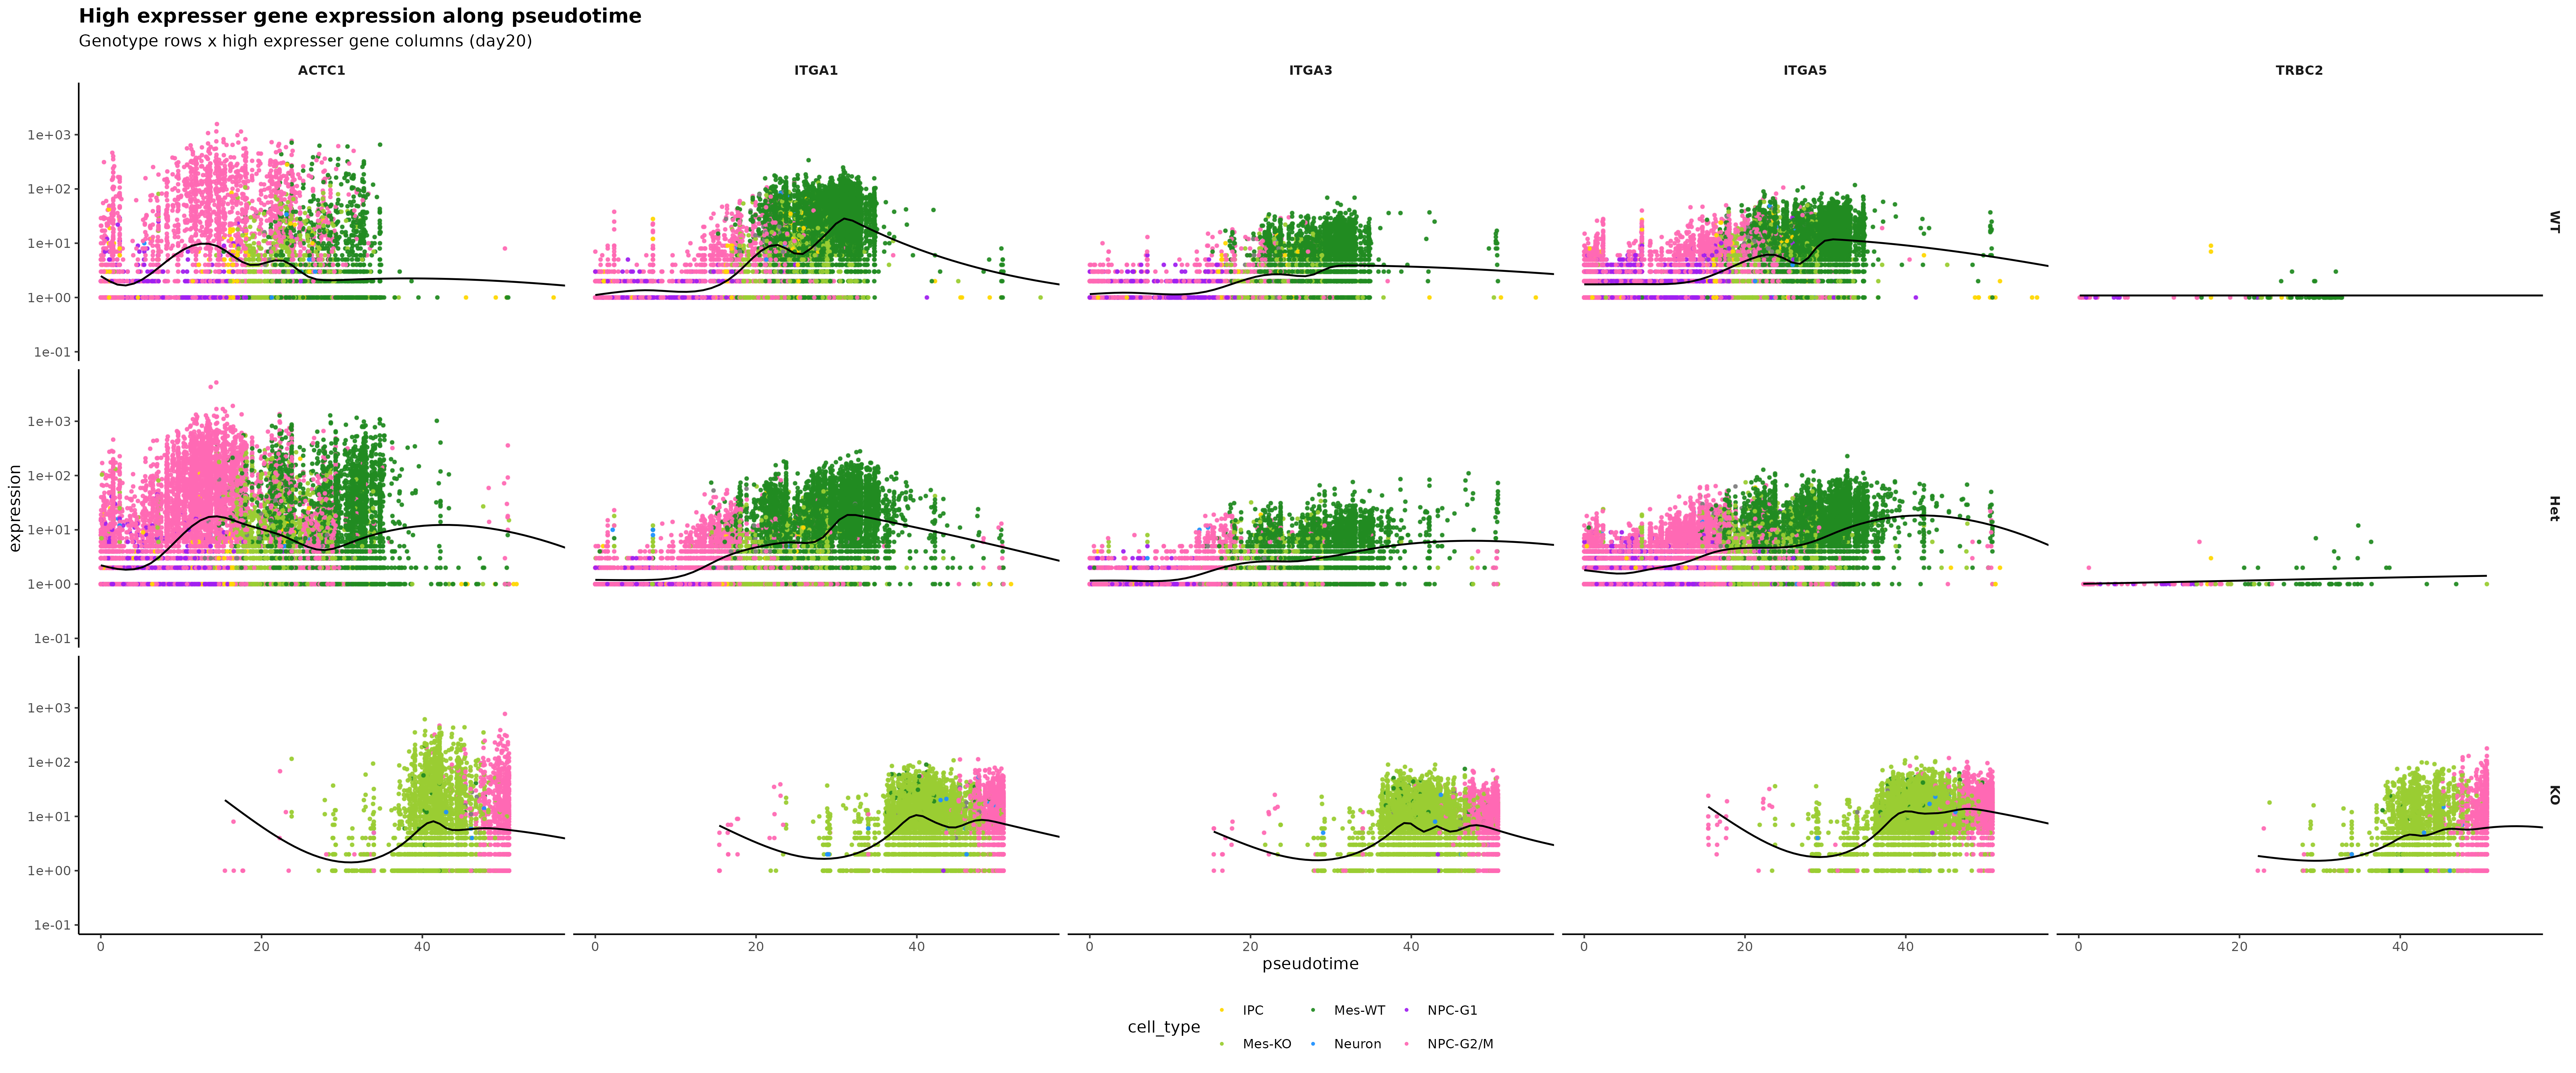 High expresser gene expression along pseudotime
Genotype rows x high expresser gene columns (day20)
ACTC1 ITGA1 ITGA3 ITGA5 TRBC2
1e+03
1e+02
1e+01
1e+00
1e-01
WT
1e+03
1e+02
1e+01
1e+00
1e-01
Het
expression
1e+03
1e+02
1e+01
1e+00
1e-01
KO
0 20 40 0 20 40 0 20 40 0 20 40 0 20 40
pseudotime
cell_type
IPC Mes-WT NPC-G1
Mes-KO Neuron NPC-G2/M